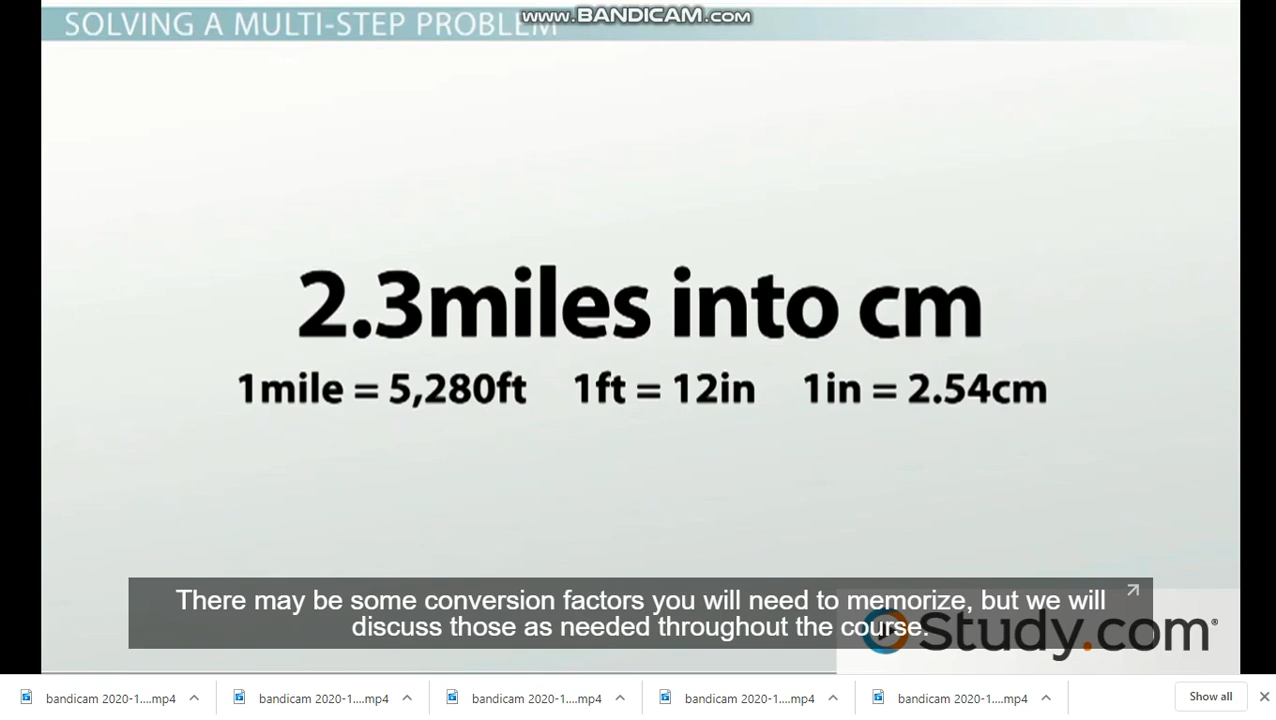 www.BANDICAM.com
SOLVING A MULTI-STEP PROBLEM
2.3miles into cm
1mile = 5,280ft 1ft = 12in 1in = 2.54cm
There may be some conversion factors you will need to memorize, but we will
discuss those as needed throughout the course.
Study.com®
bandicam 2020-1....mp4 bandicam 2020-1....mp4 bandicam 2020-1....mp4 bandicam 2020-1....mp4 bandicam 2020-1....mp4 Show all